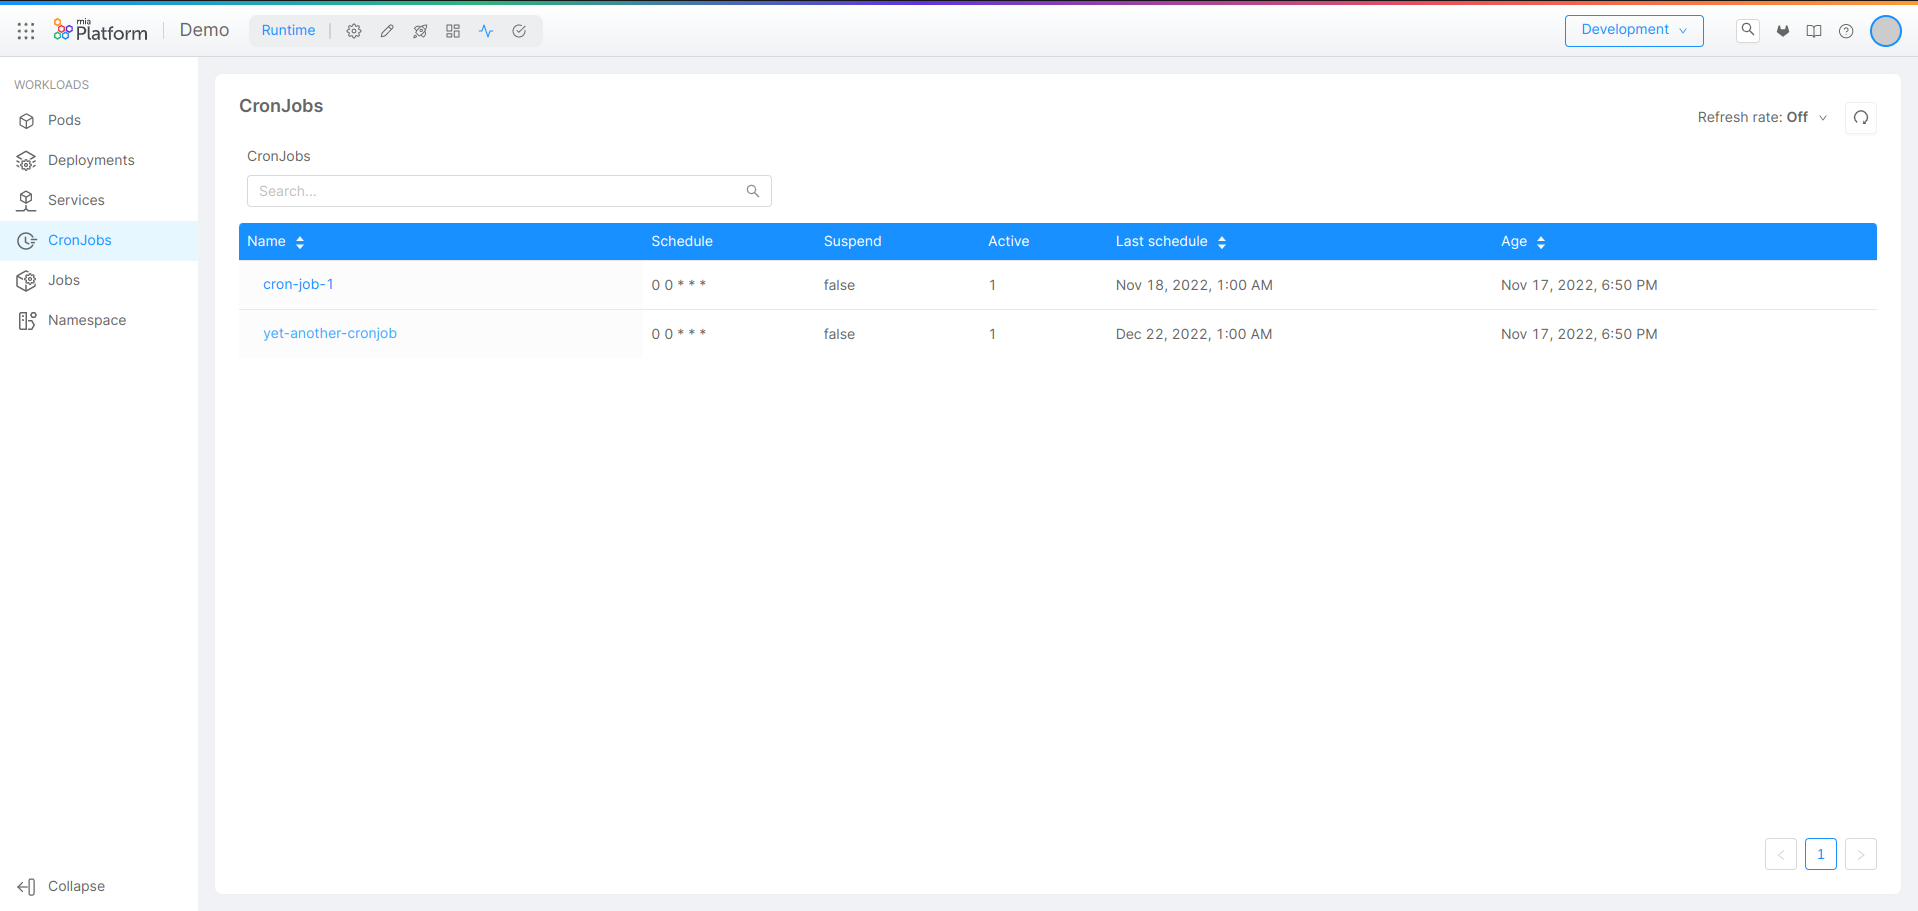 mia
Platform
Demo
Runtime
Development
WORKLOADS
Pods
Deployments
Services
CronJobs
Jobs
Namespace
Collapse
CronJobs
Refresh rate: Off
CronJobs
Search...
Name Schedule Suspend Active Last schedule Age
cron-job-1 0 0 * * * false 1 Nov 18, 2022, 1:00 AM Nov 17, 2022, 6:50 PM
yet-another-cronjob 0 0 * * * false 1 Dec 22, 2022, 1:00 AM Nov 17, 2022, 6:50 PM
< 1 >